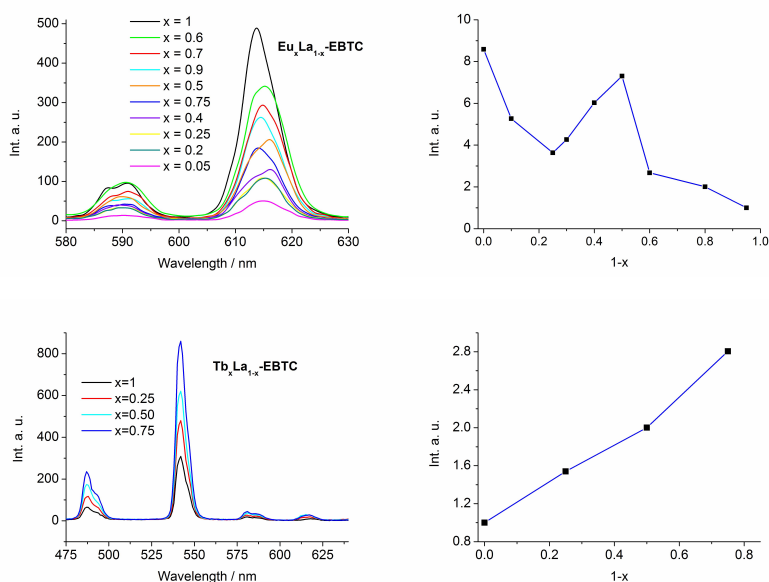 500
400
300
200
100
0
Int. a. u.
580 590 600 610 620 630
Wavelength / nm
x = 1
x = 0.6
x = 0.7
x = 0.9
x = 0.5
x = 0.75
x = 0.4
x = 0.25
x = 0.2
x = 0.05
EuₓLa₁₋ₓ-EBTC
10
8
6
4
2
0
Int. a. u.
0.0 0.2 0.4 0.6 0.8 1.0
1-x
800
600
400
200
0
Int. a. u.
475 500 525 550 575 600 625
Wavelength / nm
x=1
x=0.25
x=0.50
x=0.75
TbₓLa₁₋ₓ-EBTC
2.8
2.4
2.0
1.6
1.2
0.8
Int. a. u.
0.0 0.2 0.4 0.6 0.8
1-x